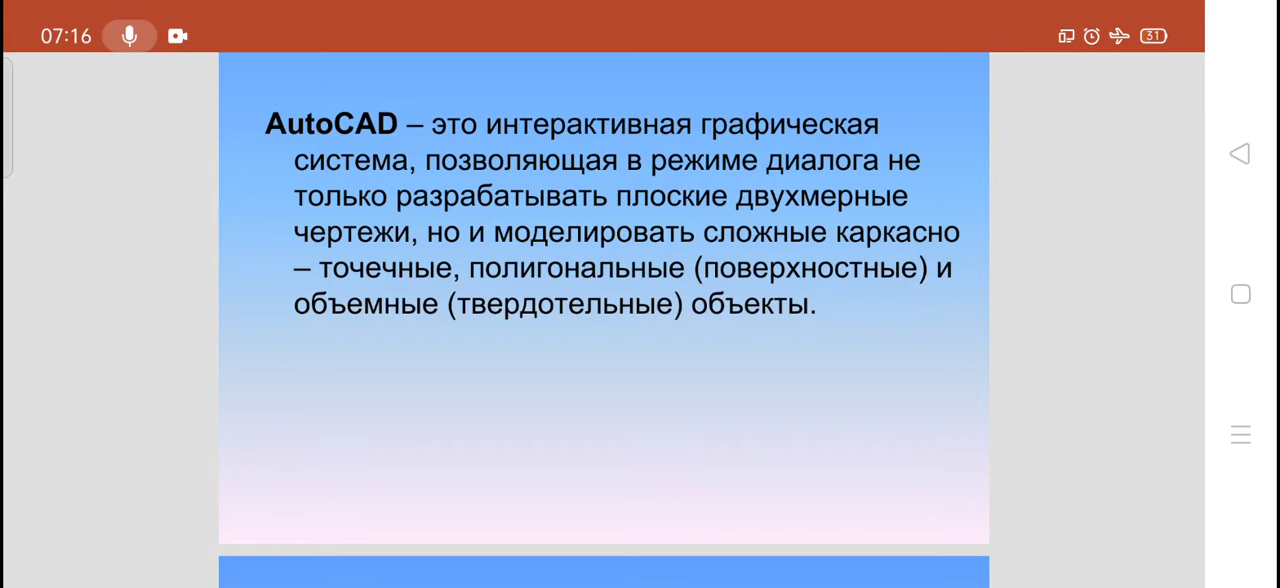 07:16
31
AutoCAD – это интерактивная графическая
система, позволяющая в режиме диалога не
только разрабатывать плоские двухмерные
чертежи, но и моделировать сложные каркасно
– точечные, полигональные (поверхностные) и
объемные (твердотельные) объекты.